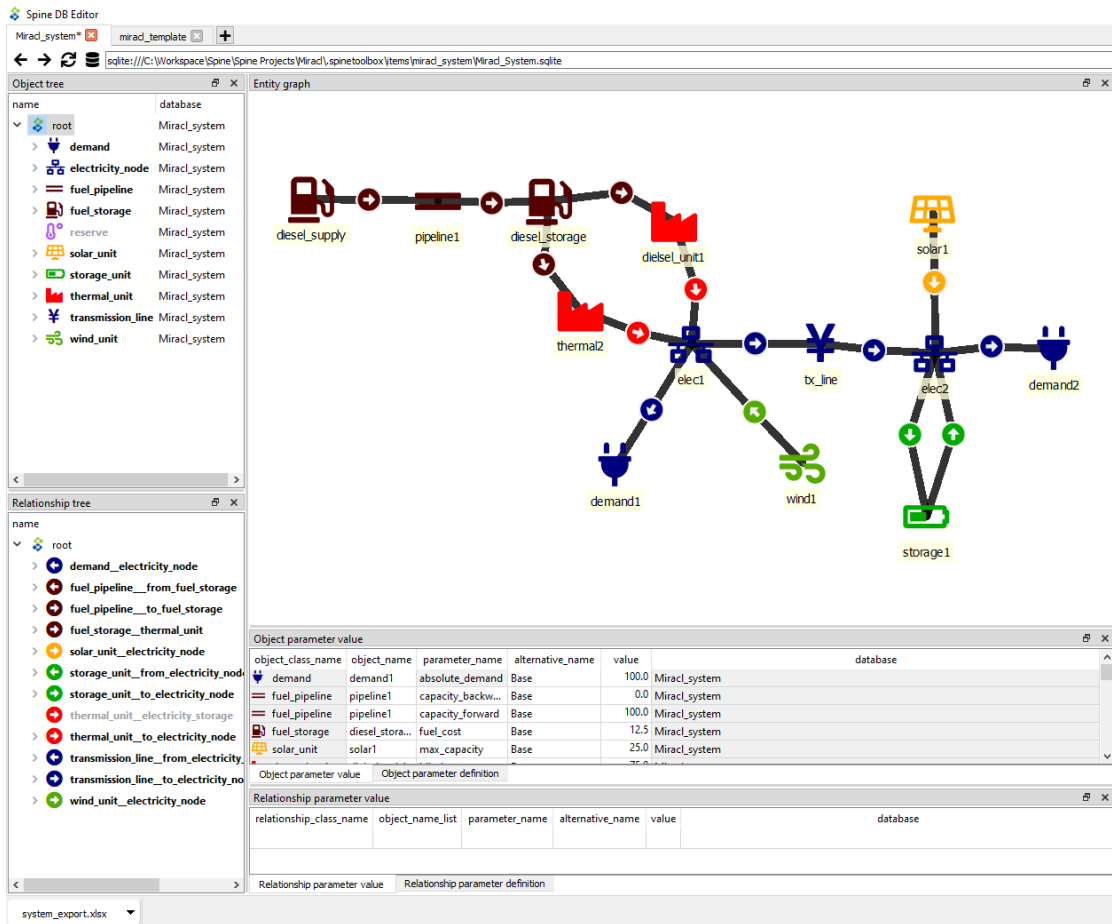 Spine DB Editor
Miracl_system*
miracl_template
sqlite:///C:\Workspace\Spine\Spine Projects\Miracl\.spinetoolbox\items\miracl_system\Miracl_System.sqlite
Object tree
name database
root Miracl_system
demand Miracl_system
electricity_node Miracl_system
fuel_pipeline Miracl_system
fuel_storage Miracl_system
reserve Miracl_system
solar_unit Miracl_system
storage_unit Miracl_system
thermal_unit Miracl_system
transmission_line Miracl_system
wind_unit Miracl_system
Relationship tree
name
root
demand__electricity_node
fuel_pipeline__from_fuel_storage
fuel_pipeline__to_fuel_storage
fuel_storage__thermal_unit
solar_unit__electricity_node
storage_unit__from_electricity_nod
storage_unit__to_electricity_node
thermal_unit__electricity_storage
thermal_unit__to_electricity_node
transmission_line__from_electricity_
transmission_line__to_electricity_no
wind_unit__electricity_node
Entity graph
diesel_supply
pipeline1
diesel_storage
dielsel_unit1
solar1
thermal2
elec1
tx_line
elec2
demand2
demand1
wind1
storage1
Object parameter value
object_class_name object_name parameter_name alternative_name value database
demand demand1 absolute_demand Base 100.0 Miracl_system
fuel_pipeline pipeline1 capacity_backw... Base 0.0 Miracl_system
fuel_pipeline pipeline1 capacity_forward Base 100.0 Miracl_system
fuel_storage diesel_stora... fuel_cost Base 12.5 Miracl_system
solar_unit solar1 max_capacity Base 25.0 Miracl_system
Object parameter value Object parameter definition
Relationship parameter value
relationship_class_name object_name_list parameter_name alternative_name value database
Relationship parameter value Relationship parameter definition
system_export.xlsx